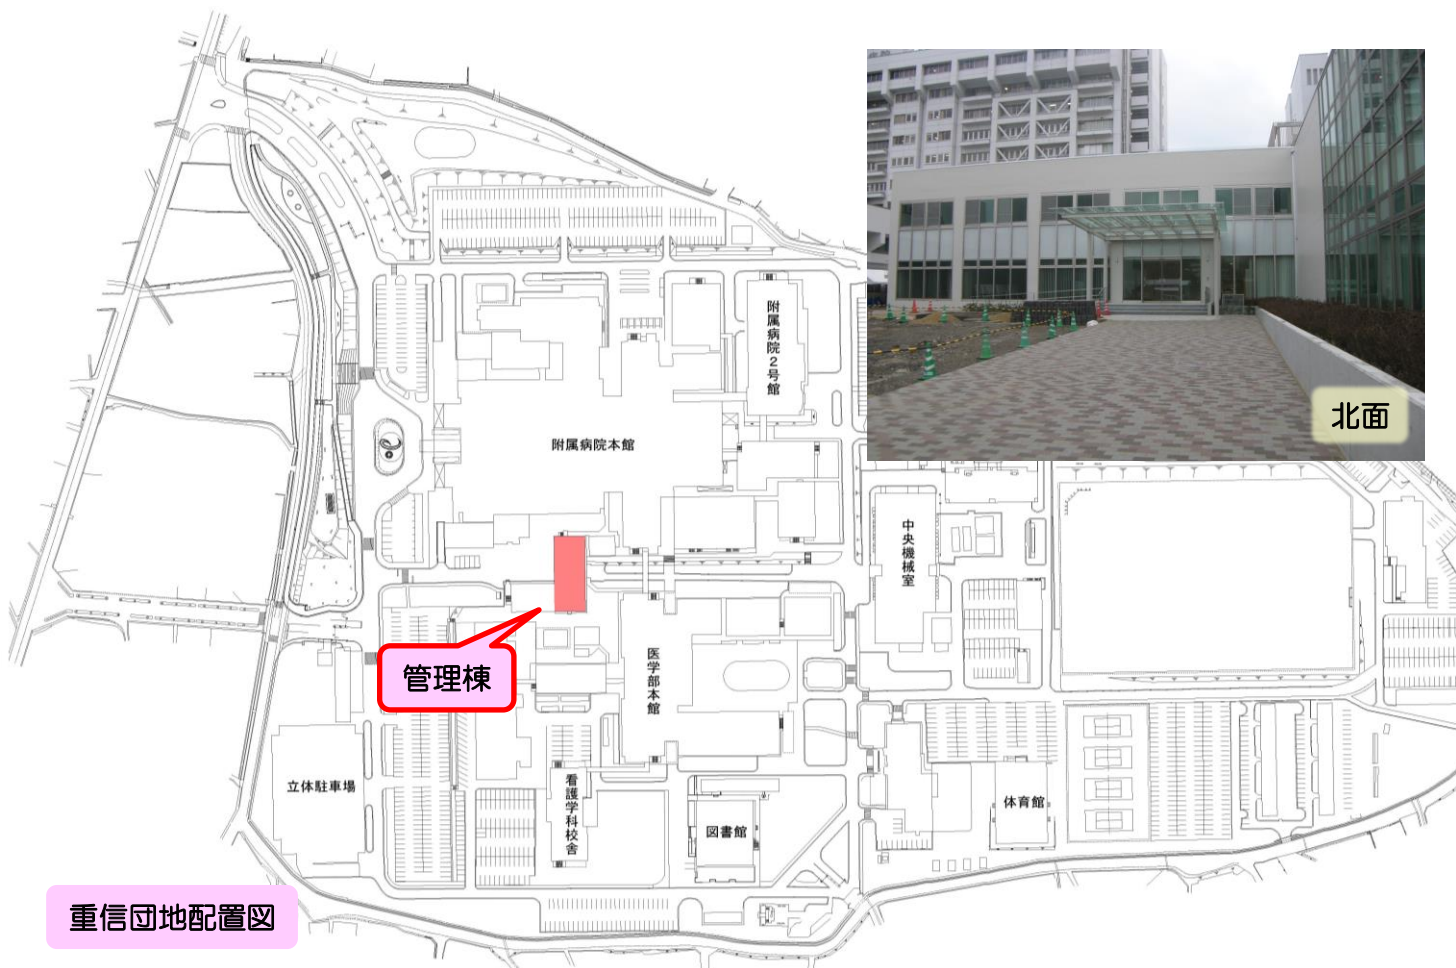 北面
附属病院2号館
附属病院本館
中央機械室
管理棟
医学部本館
立体駐車場
看護学科校舎
図書館
体育館
重信団地配置図